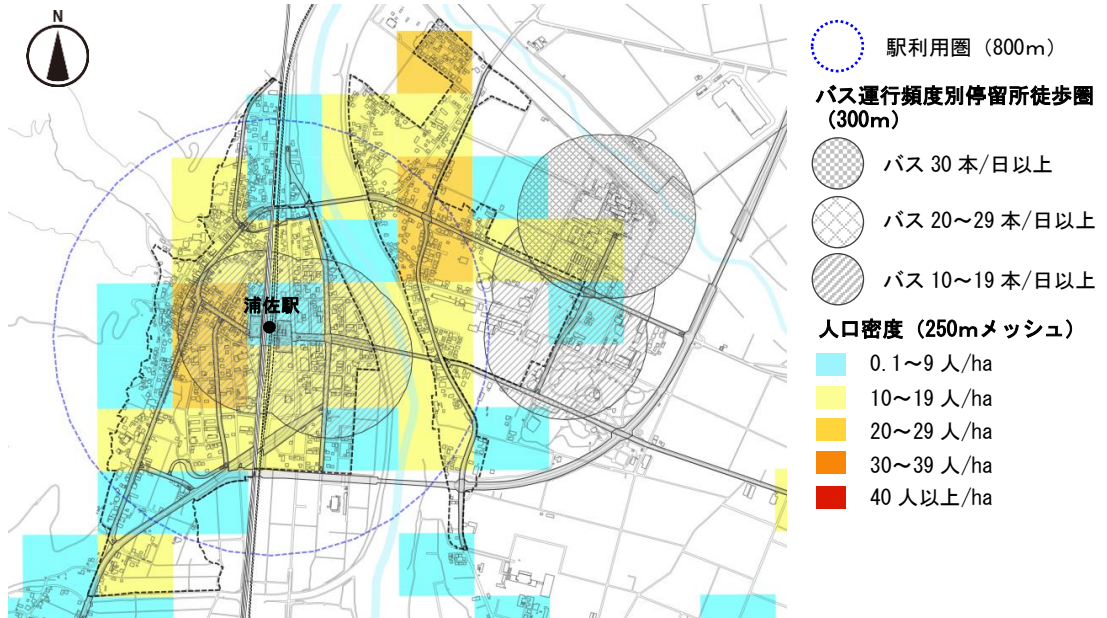 N
浦佐駅
駅利用圏（800ｍ）
バス運行頻度別停留所徒歩圏
（300ｍ）
バス 30 本/日以上
バス 20～29 本/日以上
バス 10～19 本/日以上
人口密度（250ｍメッシュ）
0.1～9 人/ha
10～19 人/ha
20～29 人/ha
30～39 人/ha
40 人以上/ha